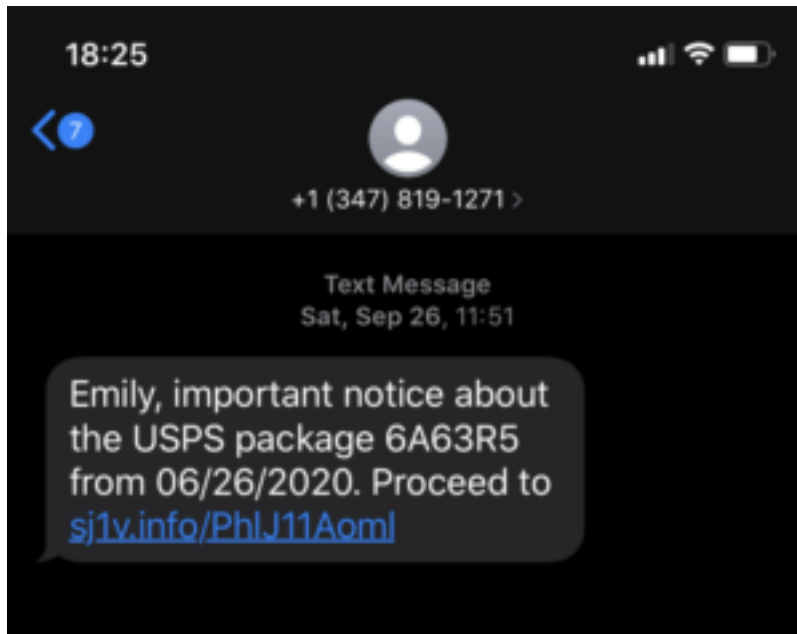 18:25
7
+1 (347) 819-1271 >
Text Message
Sat, Sep 26, 11:51
Emily, important notice about
the USPS package 6A63R5
from 06/26/2020. Proceed to
sj1v.info/PhlJ11Aoml